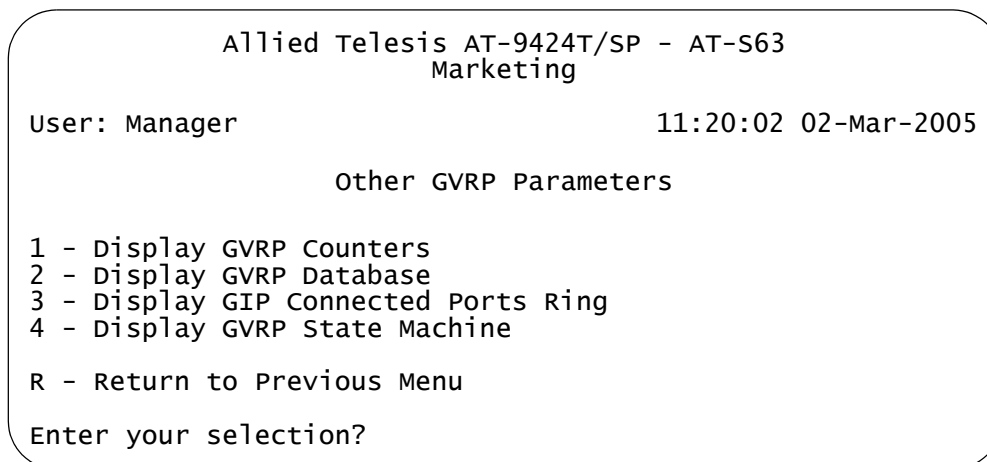 Allied Telesis AT-9424T/SP - AT-S63
Marketing
User: Manager 11:20:02 02-Mar-2005
Other GVRP Parameters
1 - Display GVRP Counters
2 - Display GVRP Database
3 - Display GIP Connected Ports Ring
4 - Display GVRP State Machine
R - Return to Previous Menu
Enter your selection?